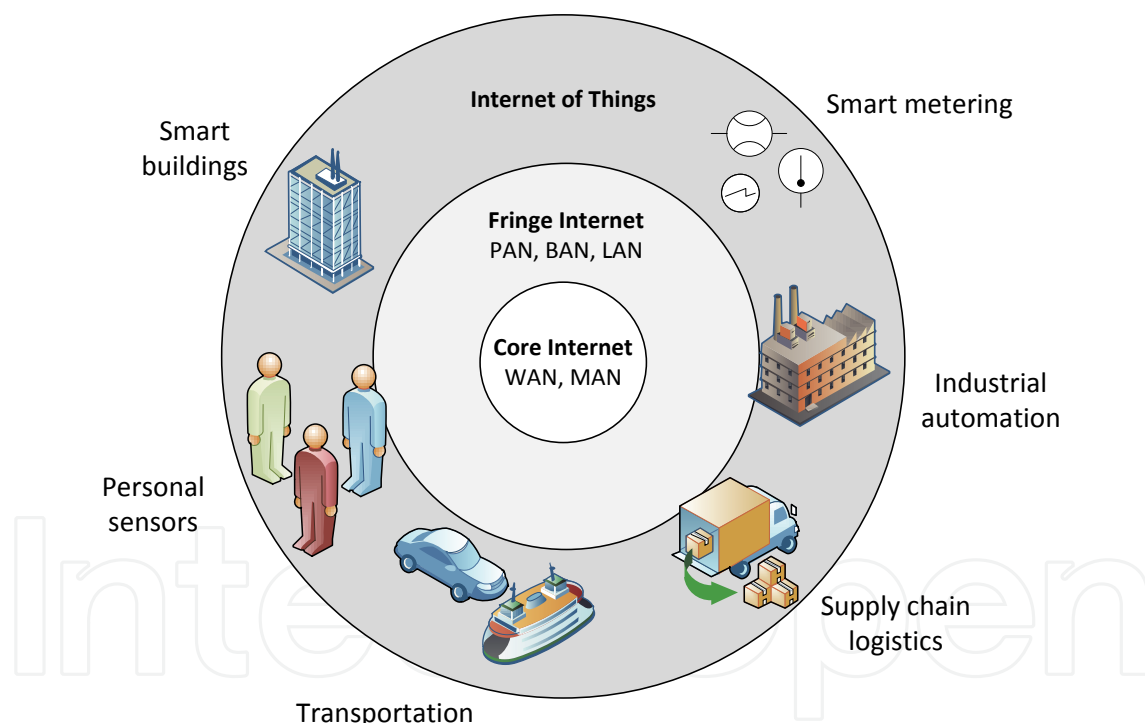 Internet of Things
Smart metering
Smart
buildings
Fringe Internet
PAN, BAN, LAN
Core Internet
WAN, MAN
Industrial
automation
Personal
sensors
Supply chain
logistics
Transportation